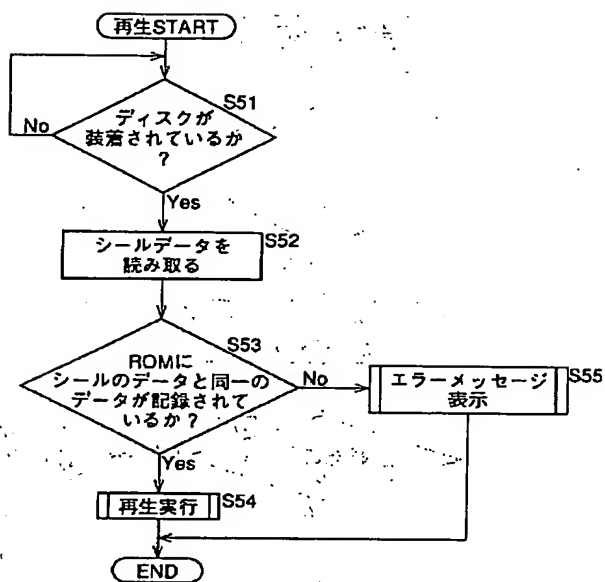 再生START
S51
ディスクが
装着されているか
?
No
Yes
シールデータを
読み取る
S52
S53
ROMに
シールのデータと同一の
データが記録されて
いるか?
No
エラーメッセージ
表示
S55
Yes
再生実行
S54
END